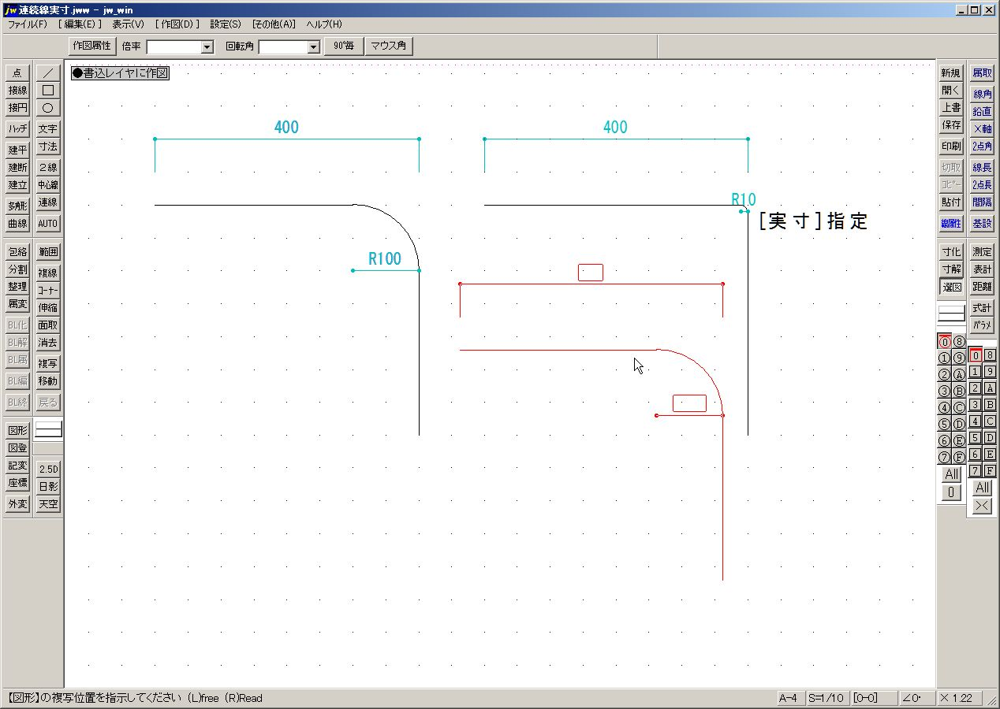 jw 連続線実寸.jww - jw_win
ファイル(F) [ 編集(E) ] 表示(V) [ 作図(D) ] 設定(S) [その他(A)] ヘルプ(H)
作図属性 倍率 回転角 90°毎 マウス角
●書込レイヤに作図
点 ／
接線 □
接円 ○
ハッチ 文字
建平 寸法
建断 ２線
建立 中心線
多角形 連線
曲線 AUTO
包絡 範囲
分割 複線
整理 コーナー
属変 伸縮
BL化 面取
BL解 消去
BL属 複写
BL編 移動
BL終 戻る
図形
図登
記変 2.5D
座標 日影
外変 天空
400
400
R10
[実寸]指定
R100
新規 属取
開く 線角
上書 鉛直
保存 ×軸
印刷 2点角
切取 線長
コピー 2点長
貼付 間隔
線属性 基設
寸化 測定
寸解 表計
選図 距離
式計
パラメ
0 8 0 8
1 9 1 9
2 A 2 A
3 B 3 B
4 C 4 C
5 D 5 D
6 E 6 E
7 F 7 F
All All
0 ×
【図形】の複写位置を指示してください (L)free (R)Read
A-4 S=1/10 [0-0] ∠0° × 1.22